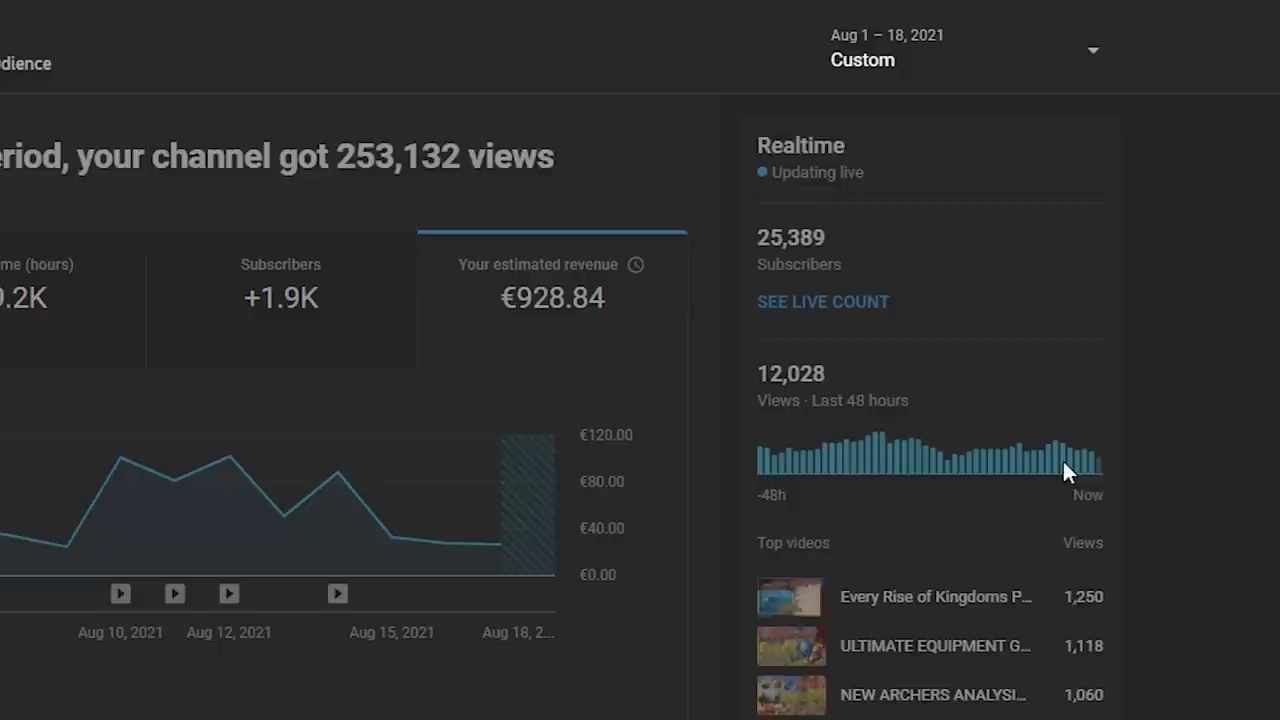 Aug 1 – 18, 2021
Custom
dience
eriod, your channel got 253,132 views
me (hours)
0.2K
Subscribers
+1.9K
Your estimated revenue
€928.84
€120.00
€80.00
€40.00
€0.00
Aug 10, 2021
Aug 12, 2021
Aug 15, 2021
Aug 18, 2...
Realtime
Updating live
25,389
Subscribers
SEE LIVE COUNT
12,028
Views · Last 48 hours
-48h
Now
Top videos
Views
Every Rise of Kingdoms P...
1,250
ULTIMATE EQUIPMENT G...
1,118
NEW ARCHERS ANALYSI...
1,060